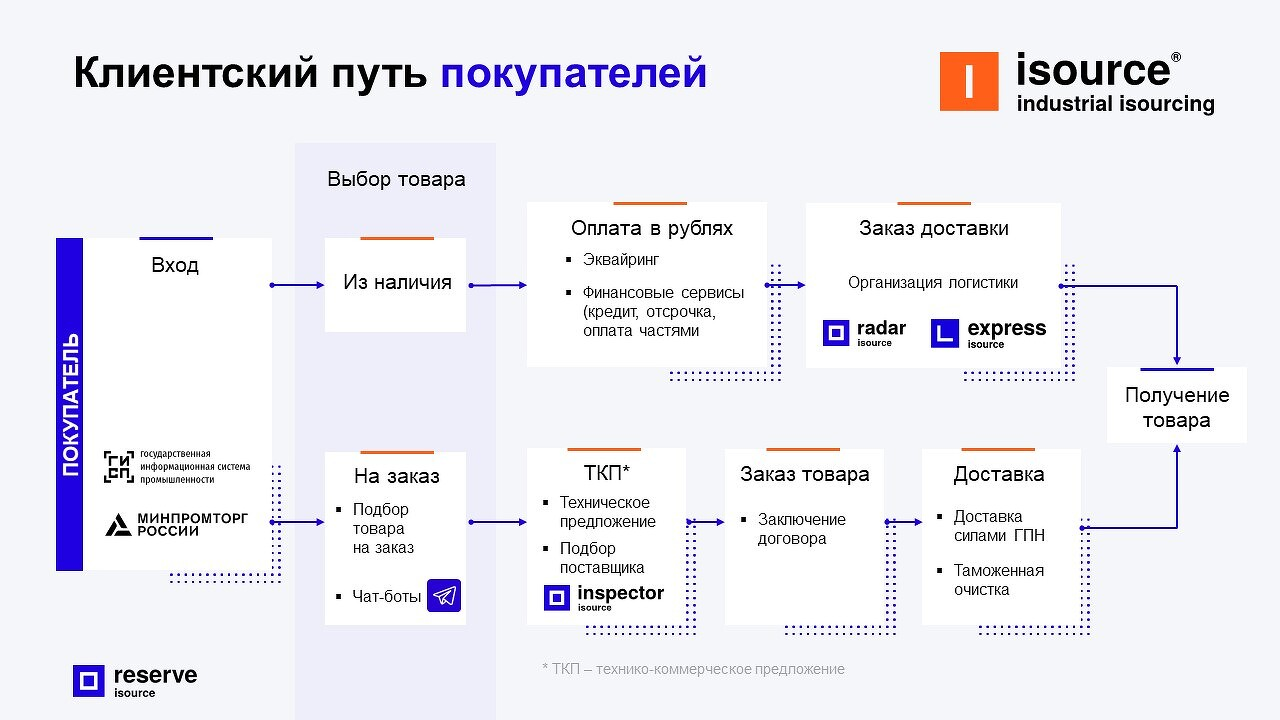 Клиентский путь покупателей
isource®
industrial isourcing
ПОКУПАТЕЛЬ
Вход
ГИСП
государственная
информационная система
промышленности
МИНПРОМТОРГ
РОССИИ
Выбор товара
Из наличия
Оплата в рублях
▪ Эквайринг
▪ Финансовые сервисы
(кредит, отсрочка,
оплата частями
Заказ доставки
Организация логистики
radar
isource
express
isource
На заказ
▪ Подбор
товара
на заказ
▪ Чат-боты
ТКП*
▪ Техническое
предложение
▪ Подбор
поставщика
inspector
isource
Заказ товара
▪ Заключение
договора
Доставка
▪ Доставка
силами ГПН
▪ Таможенная
очистка
Получение
товара
reserve
isource
* ТКП – технико-коммерческое предложение